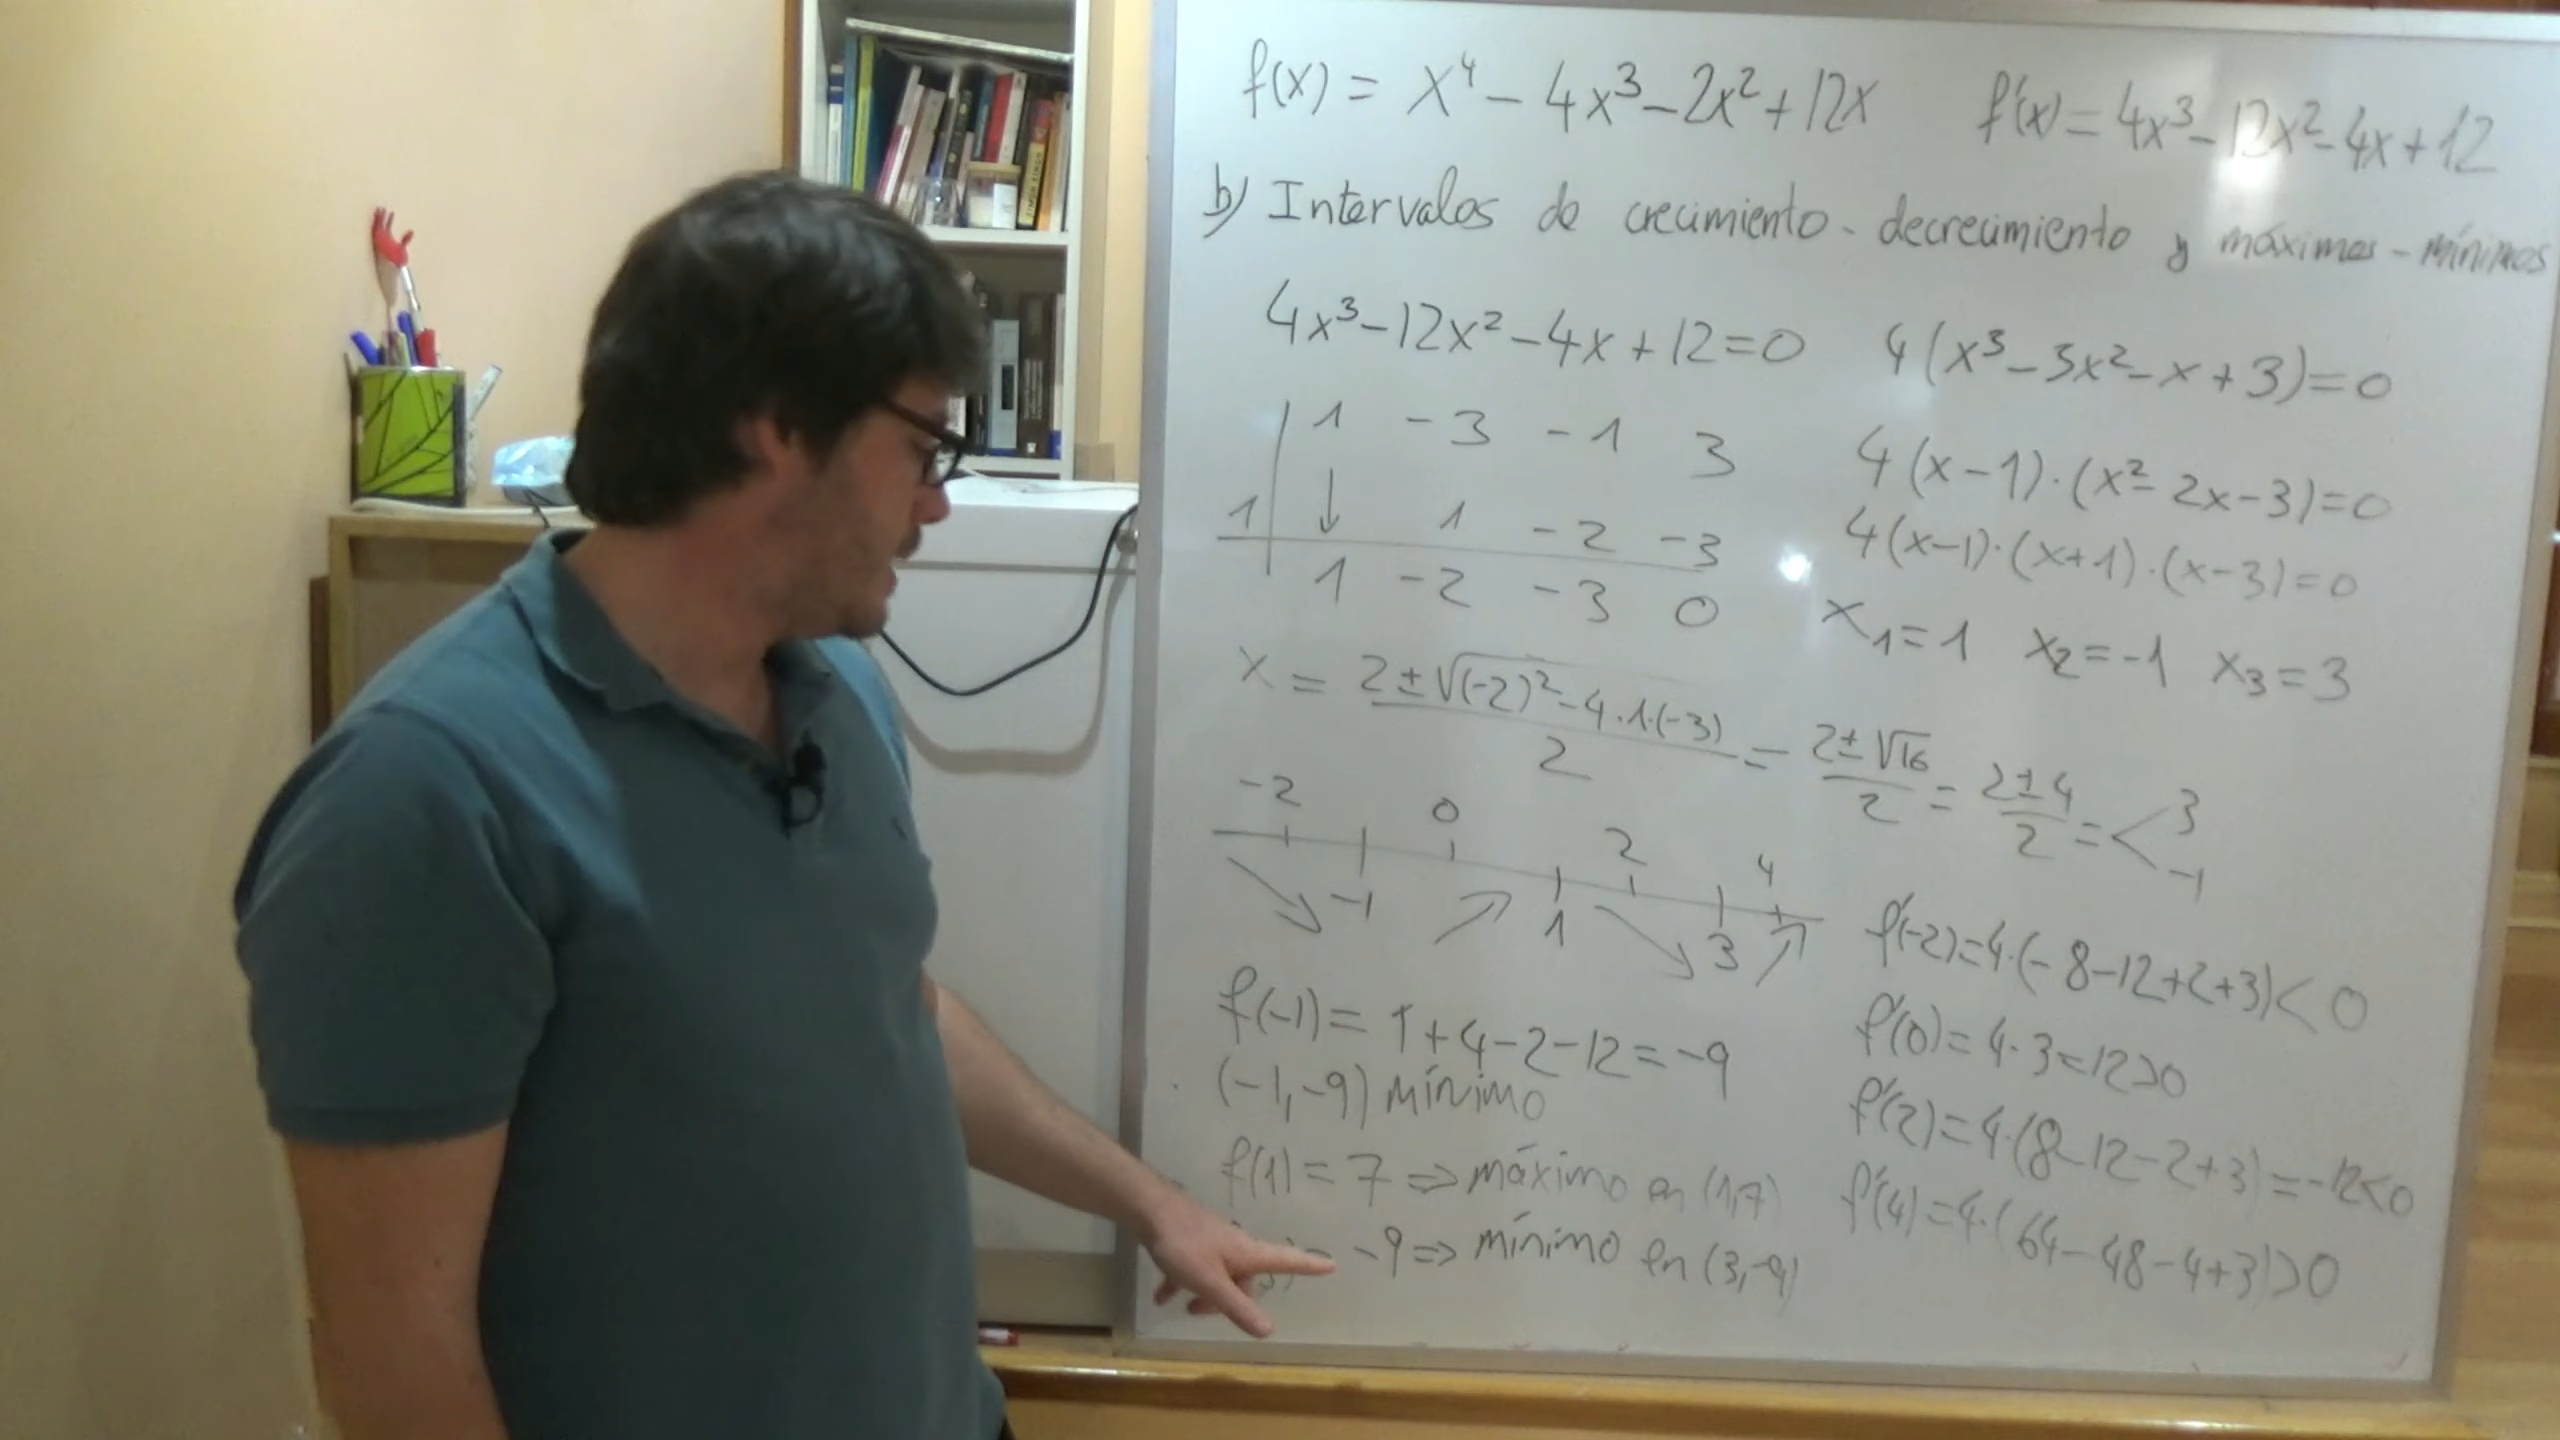 f(x) = x⁴ - 4x³ - 2x² + 12x f'(x) = 4x³ - 12x² - 4x + 12
b) Intervalos de crecimiento - decrecimiento y máximos - mínimos
4x³ - 12x² - 4x + 12 = 0 4(x³ - 3x² - x + 3) = 0
1 -3 -1 3
1 ↓ 1 -2 -3
1 -2 -3 0
4(x-1)·(x² - 2x - 3) = 0
4(x-1)·(x+1)·(x-3) = 0
x₁ = 1 x₂ = -1 x₃ = 3
x = (2 ± √((-2)² - 4·1·(-3)))/2 = (2 ± √16)/2 = (2 ± 4)/2 = < 3 -1
-2 0 2 4
-1 1 3
f(-1) = 1 + 4 - 2 - 12 = -9
(-1, -9) mínimo
f(1) = 7 ⇒ máximo en (1,7)
3) = -9 ⇒ mínimo en (3,-9)
f'(-2) = 4·(-8 - 12 + 2 + 3) < 0
f'(0) = 4·3 = 12 > 0
f'(2) = 4·(8 - 12 - 2 + 3) = -12 < 0
f'(4) = 4·(64 - 48 - 4 + 3) > 0